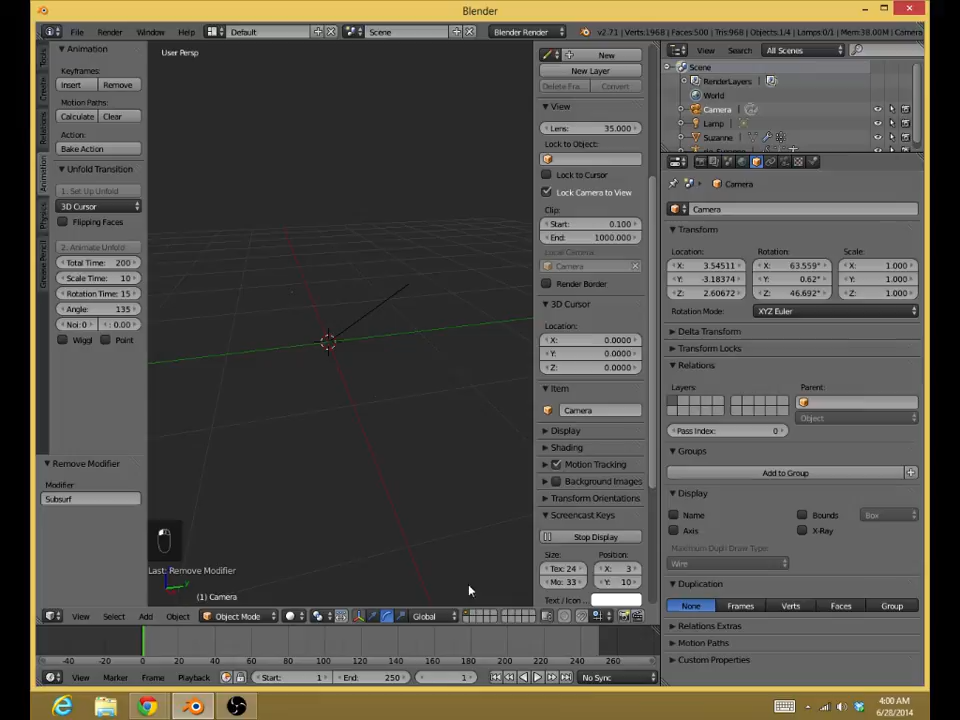 Blender
File Render Window Help Default Scene Blender Render v2.71 | Verts:1968 | Faces:500 | Tris:968 | Objects:1/4 | Lamps:0/1 | Mem:38.00M | Camera
Animation
Keyframes:
Insert Remove
Motion Paths:
Calculate Clear
Action:
Bake Action
Unfold Transition
1. Set Up Unfold
3D Cursor
Flipping Faces
2. Animate Unfold
Total Time: 200
Scale Time: 10
Rotation Time: 15
Angle: 135
Noi:0 : 0.00
Wiggl Point
Remove Modifier
Modifier:
Subsurf
Tools
Create
Relations
Animation
Physics
Grease Pencil
User Persp
Last: Remove Modifier
(1) Camera
New
New Layer
Delete Fra... Convert
View
Lens: 35.000
Lock to Object:
Lock to Cursor
Lock Camera to View
Clip:
Start: 0.100
End: 1000.000
Local Camera:
Camera
Render Border
3D Cursor
Location:
X: 0.0000
Y: 0.0000
Z: 0.0000
Item
Camera
Display
Shading
Motion Tracking
Background Images
Transform Orientations
Screencast Keys
Stop Display
Size: Position:
Tex: 24 X: 3
Mo: 33 Y: 10
Text / Icon ...
View Search All Scenes
Scene
RenderLayers
World
Camera
Lamp
Suzanne
Camera
Camera
Transform
Location: Rotation: Scale:
X: 3.54511 X: 63.559° X: 1.000
Y: -3.18374 Y: 0.62° Y: 1.000
Z: 2.60672 Z: 46.692° Z: 1.000
Rotation Mode: XYZ Euler
Delta Transform
Transform Locks
Relations
Layers: Parent:
Object
Pass Index: 0
Groups
Add to Group
Display
Name Bounds Box
Axis X-Ray
Maximum Dupli Draw Type:
Wire
Duplication
None Frames Verts Faces Group
Relations Extras
Motion Paths
Custom Properties
View Select Add Object Object Mode Global
-40 -20 0 20 40 60 80 100 120 140 160 180 200 220 240 260
View Marker Frame Playback Start: 1 End: 250 1 No Sync
4:00 AM
6/28/2014